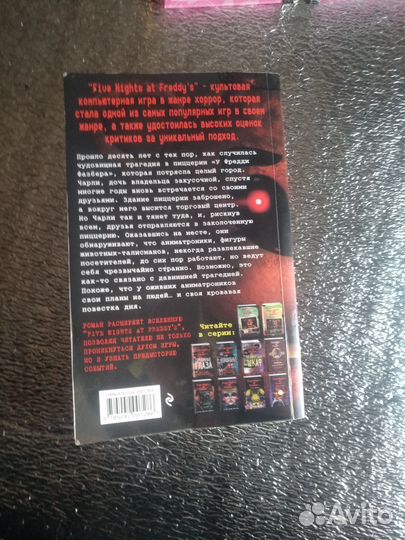 "Five Nights at Freddy's" - культовая
компьютерная игра в жанре хоррор, которая
стала одной из самых популярных игр в своем
жанре, а также удостоилась высоких оценок
критиков за уникальный подход.
Прошло десять лет с тех пор, как случилась
чудовищная трагедия в пиццерии «У Фредди
Фазбера», которая потрясла целый город.
Чарли, дочь владельца закусочной, спустя
многие годы вновь встречается со своими
друзьями. Здание пиццерии заброшено,
а вокруг него высится торговый центр.
Но Чарли так и тянет туда, и, рискнув
всем, друзья отправляются в заколоченную
пиццерию. Оказавшись на месте, они
обнаруживают, что аниматроники, фигуры
животных-талисманов, некогда развлекавшие
посетителей, до сих пор работают, но ведут
себя чрезвычайно странно. Возможно, это
как-то связано с давнишней трагедией.
Похоже, что у оживших аниматроников
свои планы на людей… и своя кровавая
повестка дня.
РОМАН РАСШИРЯЕТ ВСЕЛЕННУЮ
"FIVE NIGHTS AT FREDDY'S",
ПОЗВОЛЯЯ ЧИТАТЕЛЮ НЕ ТОЛЬКО
ПРОНИКНУТЬСЯ ДУХОМ ИГРЫ,
НО И УЗНАТЬ ПРЕДЫСТОРИЮ
СОБЫТИЙ.
Читайте
в серии:
Avito